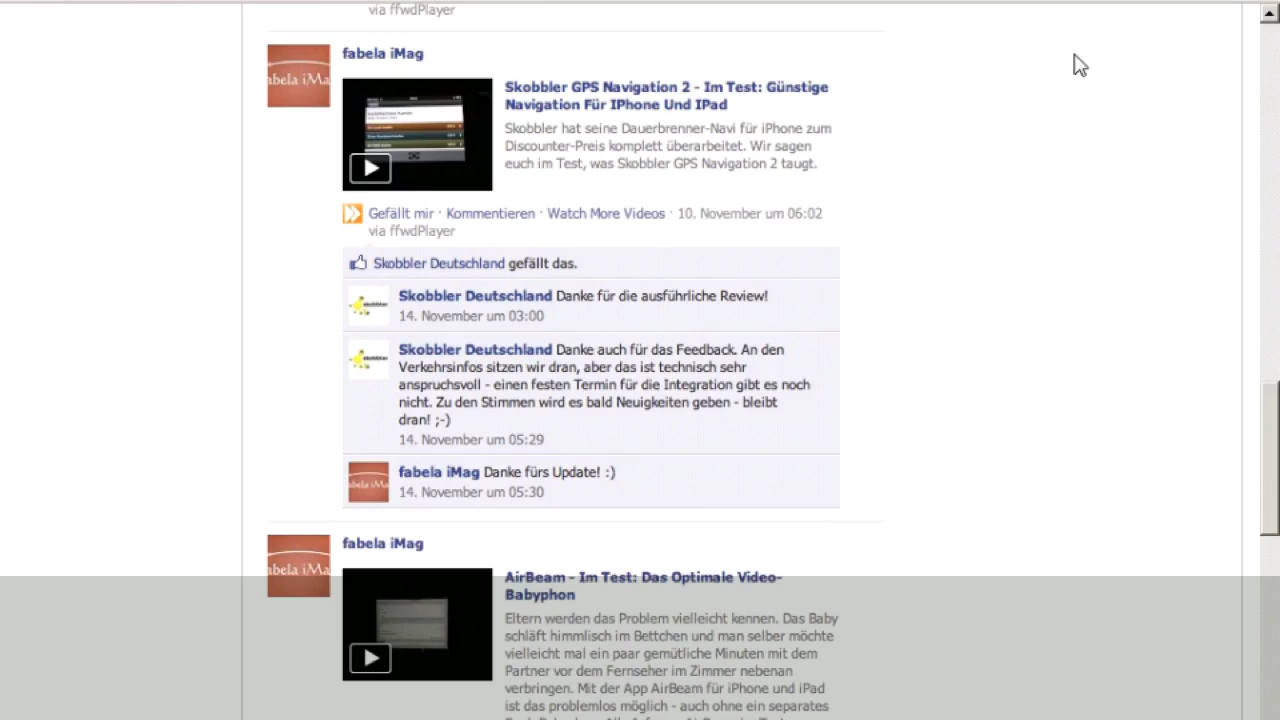 via ffwdPlayer
fabela iMag
abela iMa
Skobbler GPS Navigation 2 - Im Test: Günstige
Navigation Für IPhone Und IPad
Skobbler hat seine Dauerbrenner-Navi für iPhone zum
Discounter-Preis komplett überarbeitet. Wir sagen
euch im Test, was Skobbler GPS Navigation 2 taugt.
Gefällt mir · Kommentieren · Watch More Videos · 10. November um 06:02
via ffwdPlayer
Skobbler Deutschland gefällt das.
Skobbler Deutschland Danke für die ausführliche Review!
14. November um 03:00
Skobbler Deutschland Danke auch für das Feedback. An den
Verkehrsinfos sitzen wir dran, aber das ist technisch sehr
anspruchsvoll - einen festen Termin für die Integration gibt es noch
nicht. Zu den Stimmen wird es bald Neuigkeiten geben - bleibt
dran! ;-)
14. November um 05:29
fabela iMag Danke fürs Update! :)
14. November um 05:30
fabela iMag
abela iMa
AirBeam - Im Test: Das Optimale Video-
Babyphon
Eltern werden das Problem vielleicht kennen. Das Baby
schläft himmlisch im Bettchen und man selber möchte
vielleicht mal ein paar gemütliche Minuten mit dem
Partner vor dem Fernseher im Zimmer nebenan
verbringen. Mit der App AirBeam für iPhone und iPad
ist das problemlos möglich - auch ohne ein separates